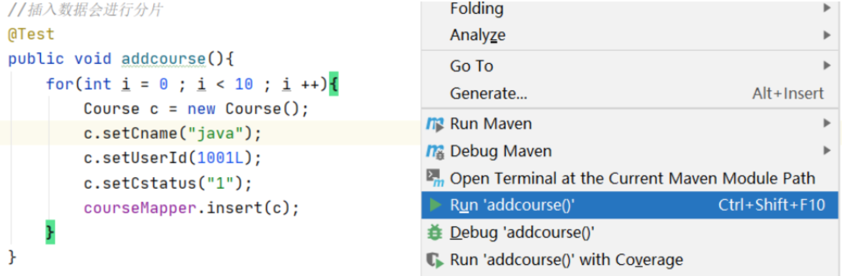 //插入数据会进行分片
@Test
public void addcourse(){
for(int i = 0 ; i < 10 ; i ++){
Course c = new Course();
c.setCname("java");
c.setUserId(1001L);
c.setCstatus("1");
courseMapper.insert(c);
}
}
Folding
Analyze
Go To
Generate... Alt+Insert
Run Maven
Debug Maven
Open Terminal at the Current Maven Module Path
Run 'addcourse()' Ctrl+Shift+F10
Debug 'addcourse()'
Run 'addcourse()' with Coverage